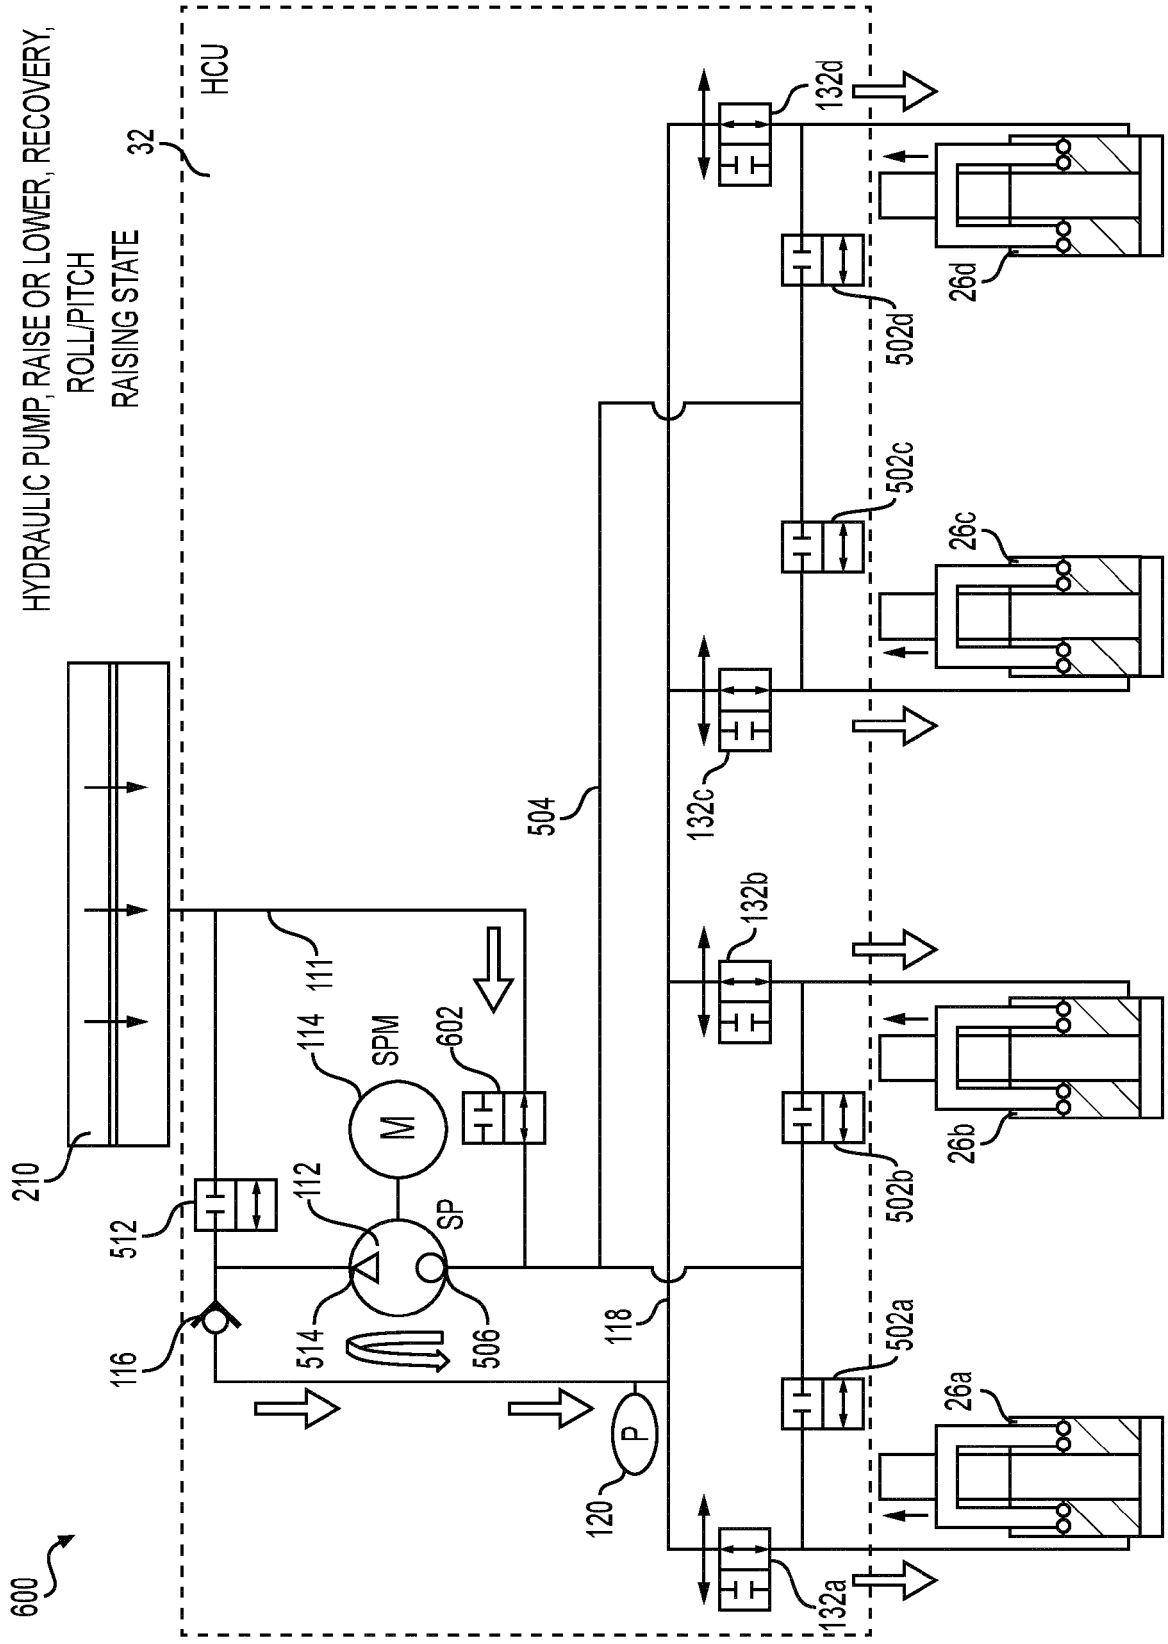 HYDRAULIC PUMP, RAISE OR LOWER, RECOVERY,
ROLL/PITCH
RAISING STATE
600
32
HCU
210
512
116
514
112
114
SPM
M
SP
506
111
602
504
118
120
P
132a
132b
132c
132d
502a
502b
502c
502d
26a
26b
26c
26d